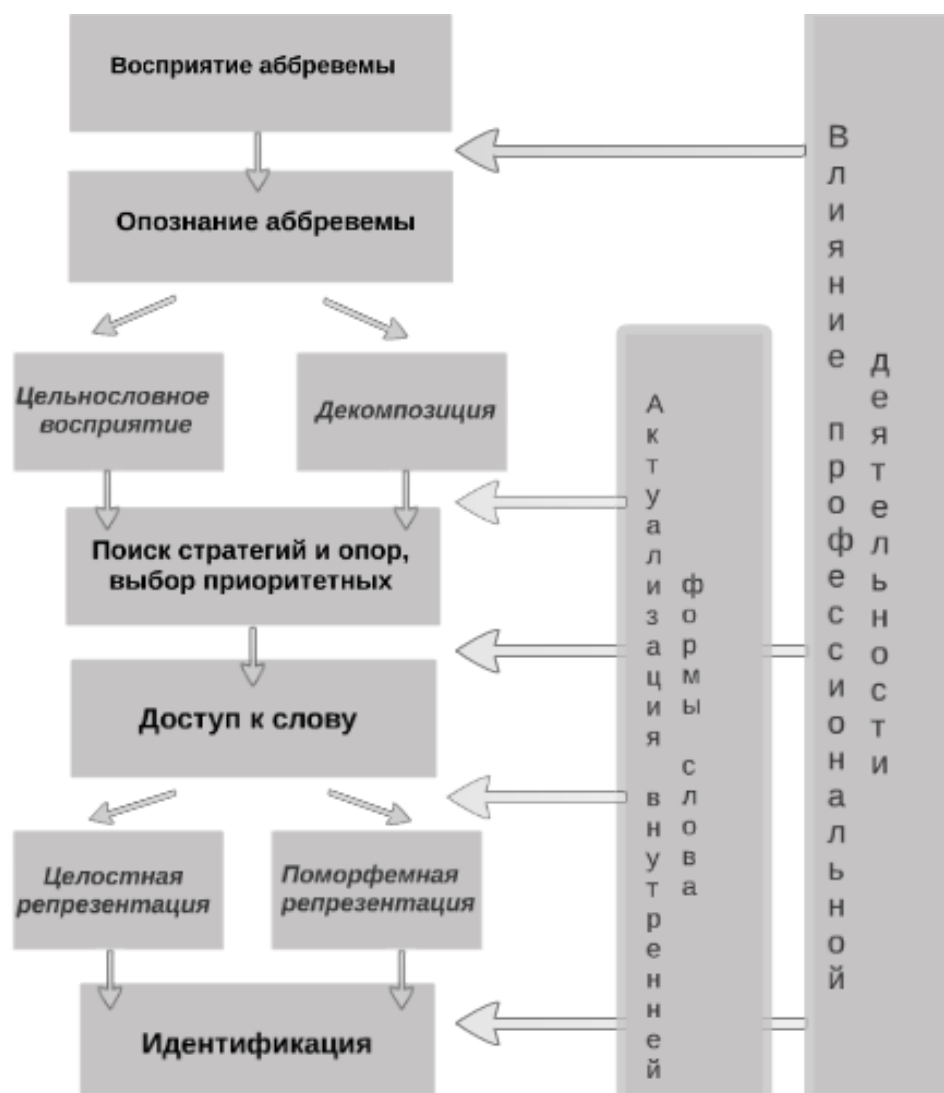 Восприятие аббревемы
Опознание аббревемы
Цельнословное
восприятие
Декомпозиция
Поиск стратегий и опор,
выбор приоритетных
Доступ к слову
Целостная
репрезентация
Поморфемная
репрезентация
Идентификация
Актуализация внутренней
формы слова
Влияние профессиональной
деятельности